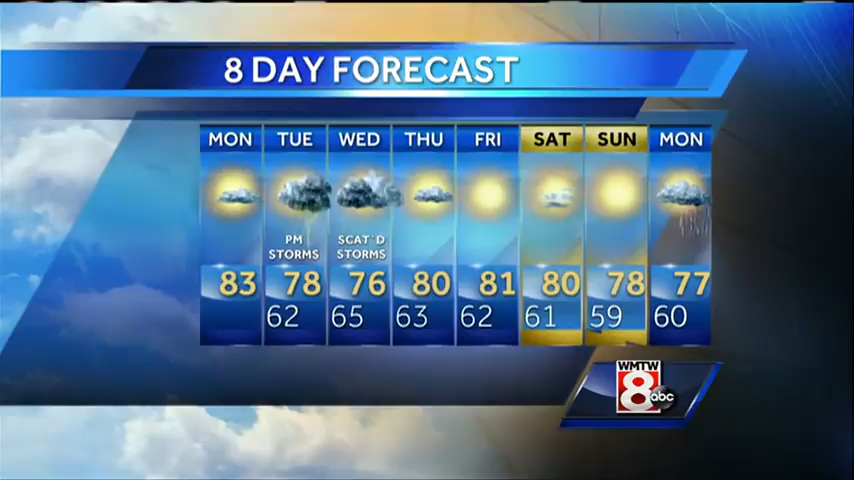 8 DAY FORECAST
MON TUE WED THU FRI SAT SUN MON
PM STORMS
SCAT'D STORMS
83 78 76 80 81 80 78 77
62 65 63 62 61 59 60
WMTW
8
abc